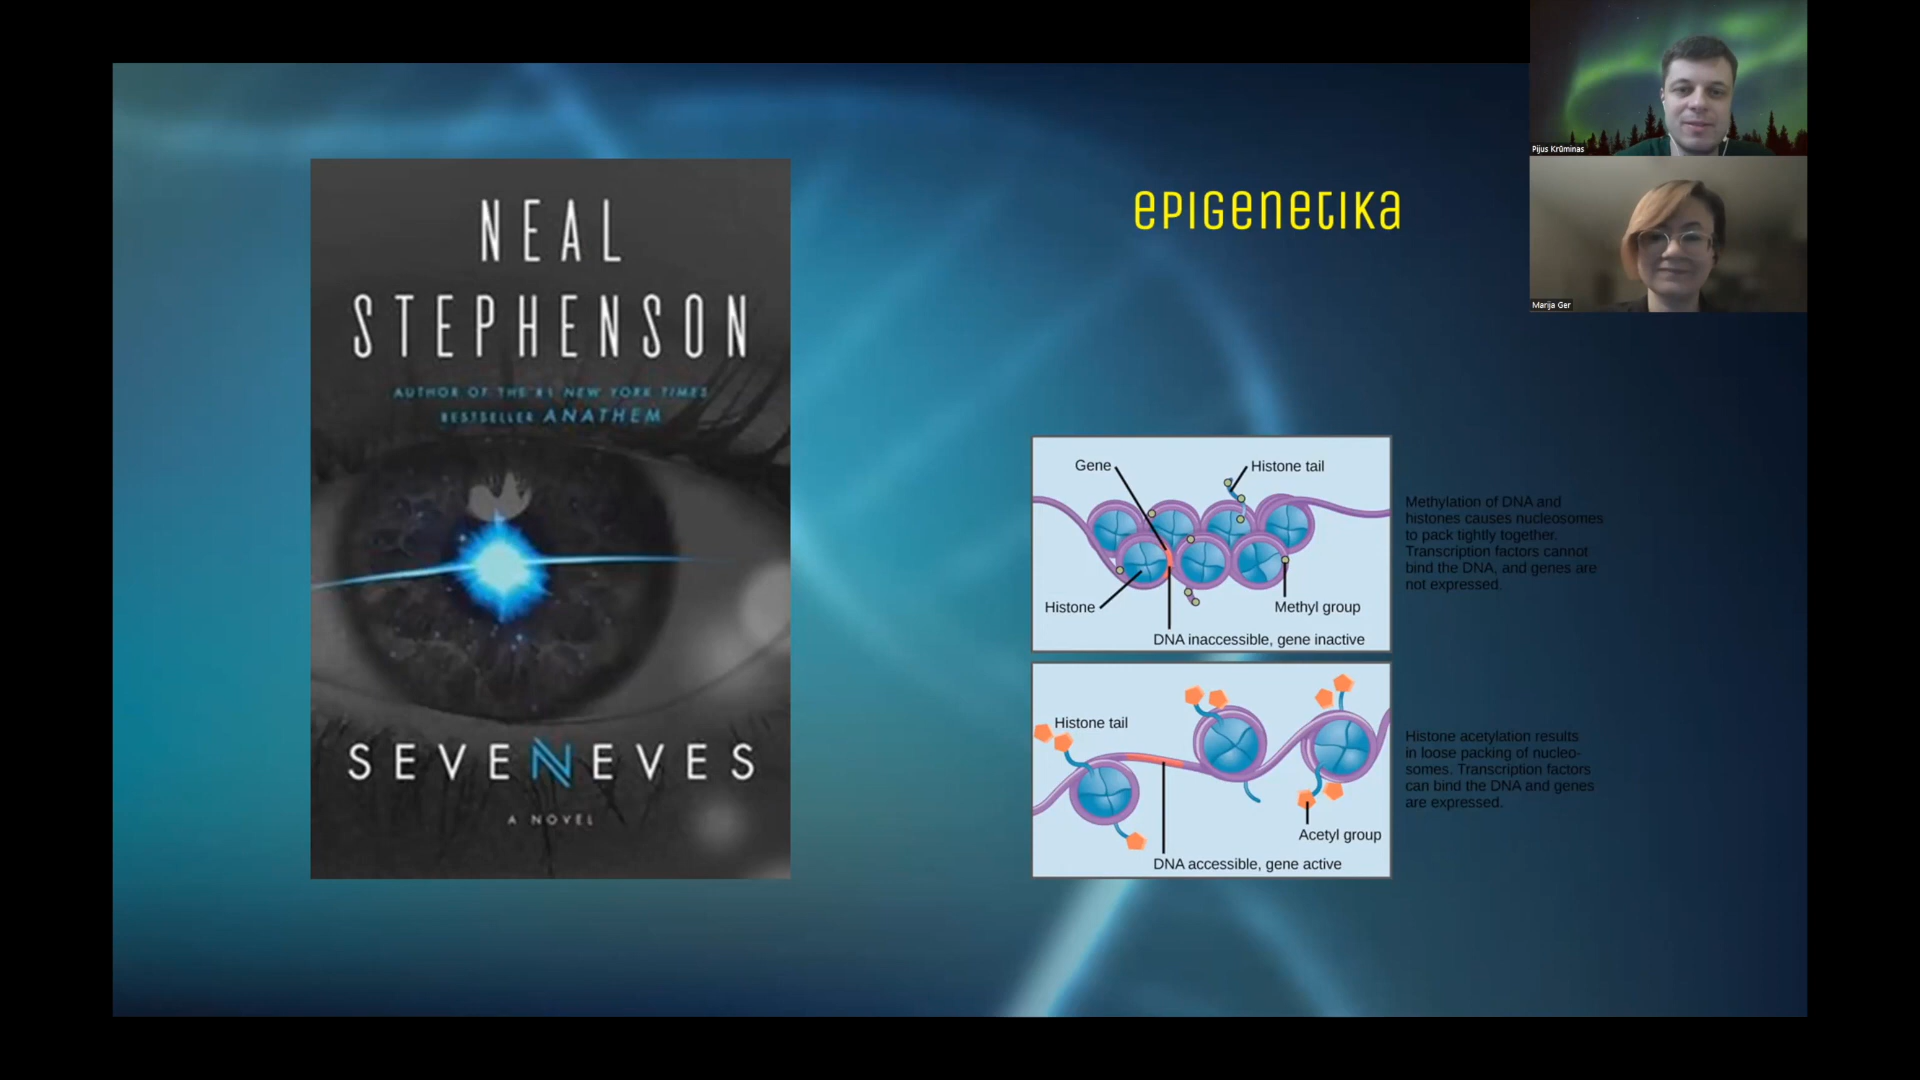 NEAL
STEPHENSON
AUTHOR OF THE #1 NEW YORK TIMES
BESTSELLER ANATHEM
SEVENEVES
A NOVEL
epigenetika
Gene
Histone tail
Histone
Methyl group
DNA inaccessible, gene inactive
Methylation of DNA and
histones causes nucleosomes
to pack tightly together.
Transcription factors cannot
bind the DNA, and genes are
not expressed.
Histone tail
Acetyl group
DNA accessible, gene active
Histone acetylation results
in loose packing of nucleo-
somes. Transcription factors
can bind the DNA and genes
are expressed.
Pijus Krūminas
Marija Ger